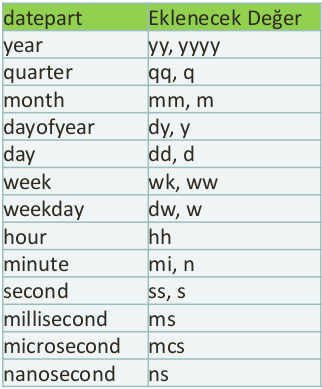 datepart Eklenecek Değer
year yy, yyyy
quarter qq, q
month mm, m
dayofyear dy, y
day dd, d
week wk, ww
weekday dw, w
hour hh
minute mi, n
second ss, s
millisecond ms
microsecond mcs
nanosecond ns